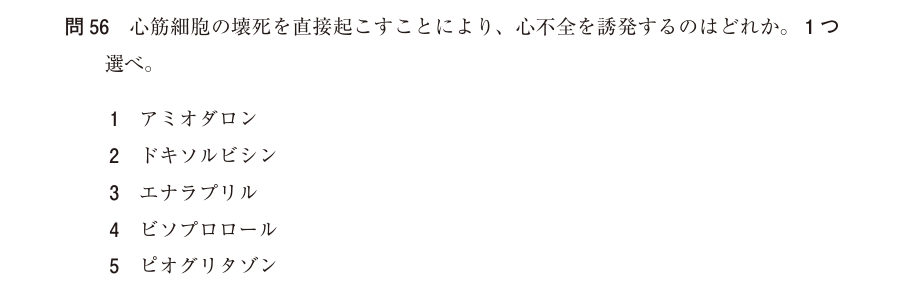 問56 心筋細胞の壊死を直接起こすことにより、心不全を誘発するのはどれか。1つ
選べ。
1 アミオダロン
2 ドキソルビシン
3 エナラプリル
4 ビソプロロール
5 ピオグリタゾン